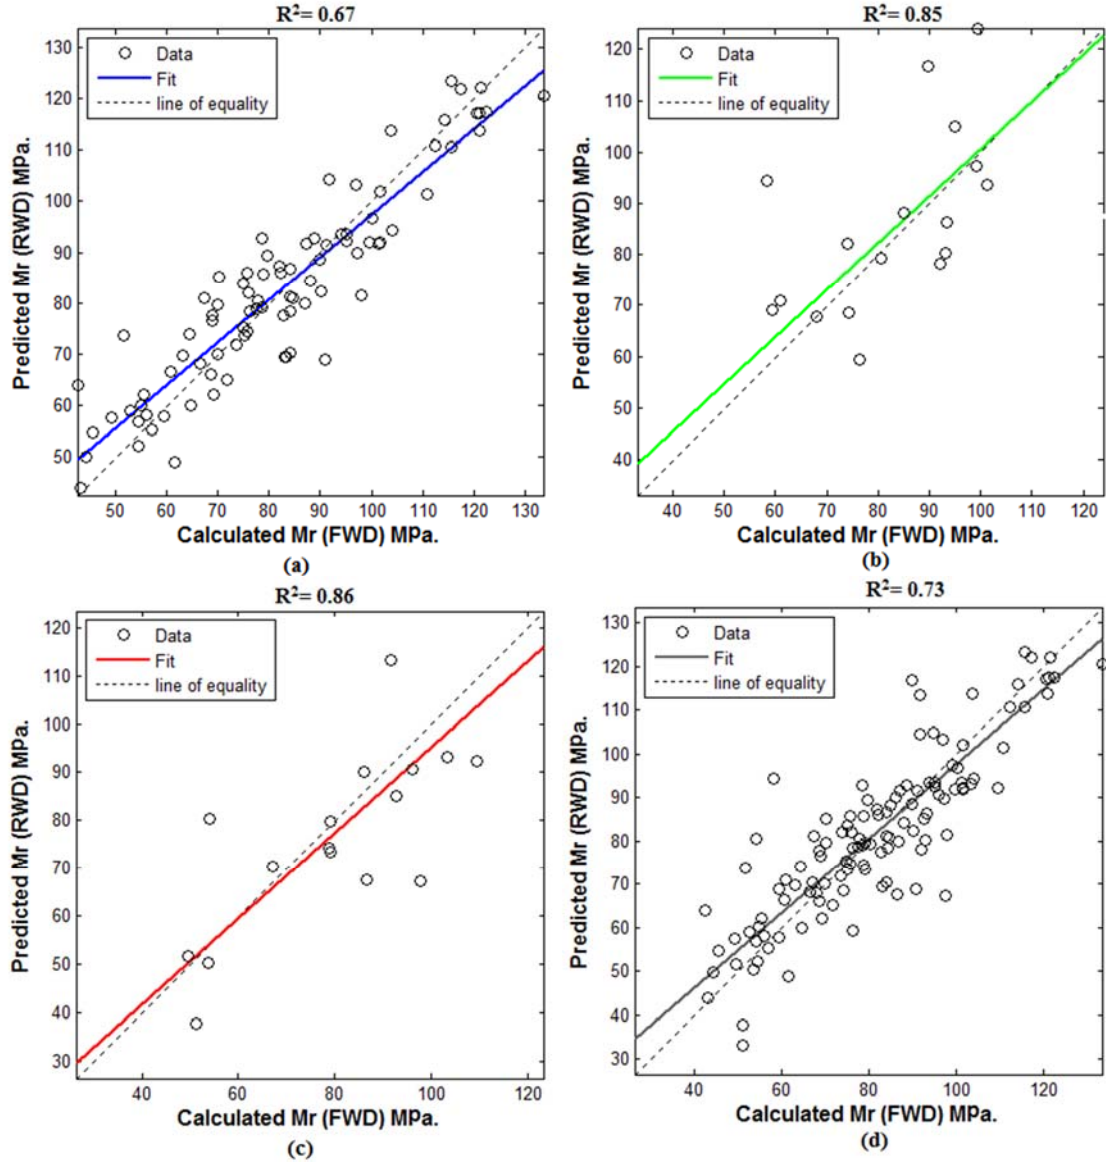 R²= 0.67
Data
Fit
line of equality
130
120
110
100
90
80
70
60
50
Predicted Mr (RWD) MPa.
50 60 70 80 90 100 110 120 130
Calculated Mr (FWD) MPa.
(a)
R²= 0.85
Data
Fit
line of equality
120
110
100
90
80
70
60
50
40
Predicted Mr (RWD) MPa.
40 50 60 70 80 90 100 110 120
Calculated Mr (FWD) MPa.
(b)
R²= 0.86
Data
Fit
line of equality
120
110
100
90
80
70
60
50
40
30
Predicted Mr (RWD) MPa.
40 60 80 100 120
Calculated Mr (FWD) MPa.
(c)
R²= 0.73
Data
Fit
line of equality
130
120
110
100
90
80
70
60
50
40
30
Predicted Mr (RWD) MPa.
40 60 80 100 120
Calculated Mr (FWD) MPa.
(d)